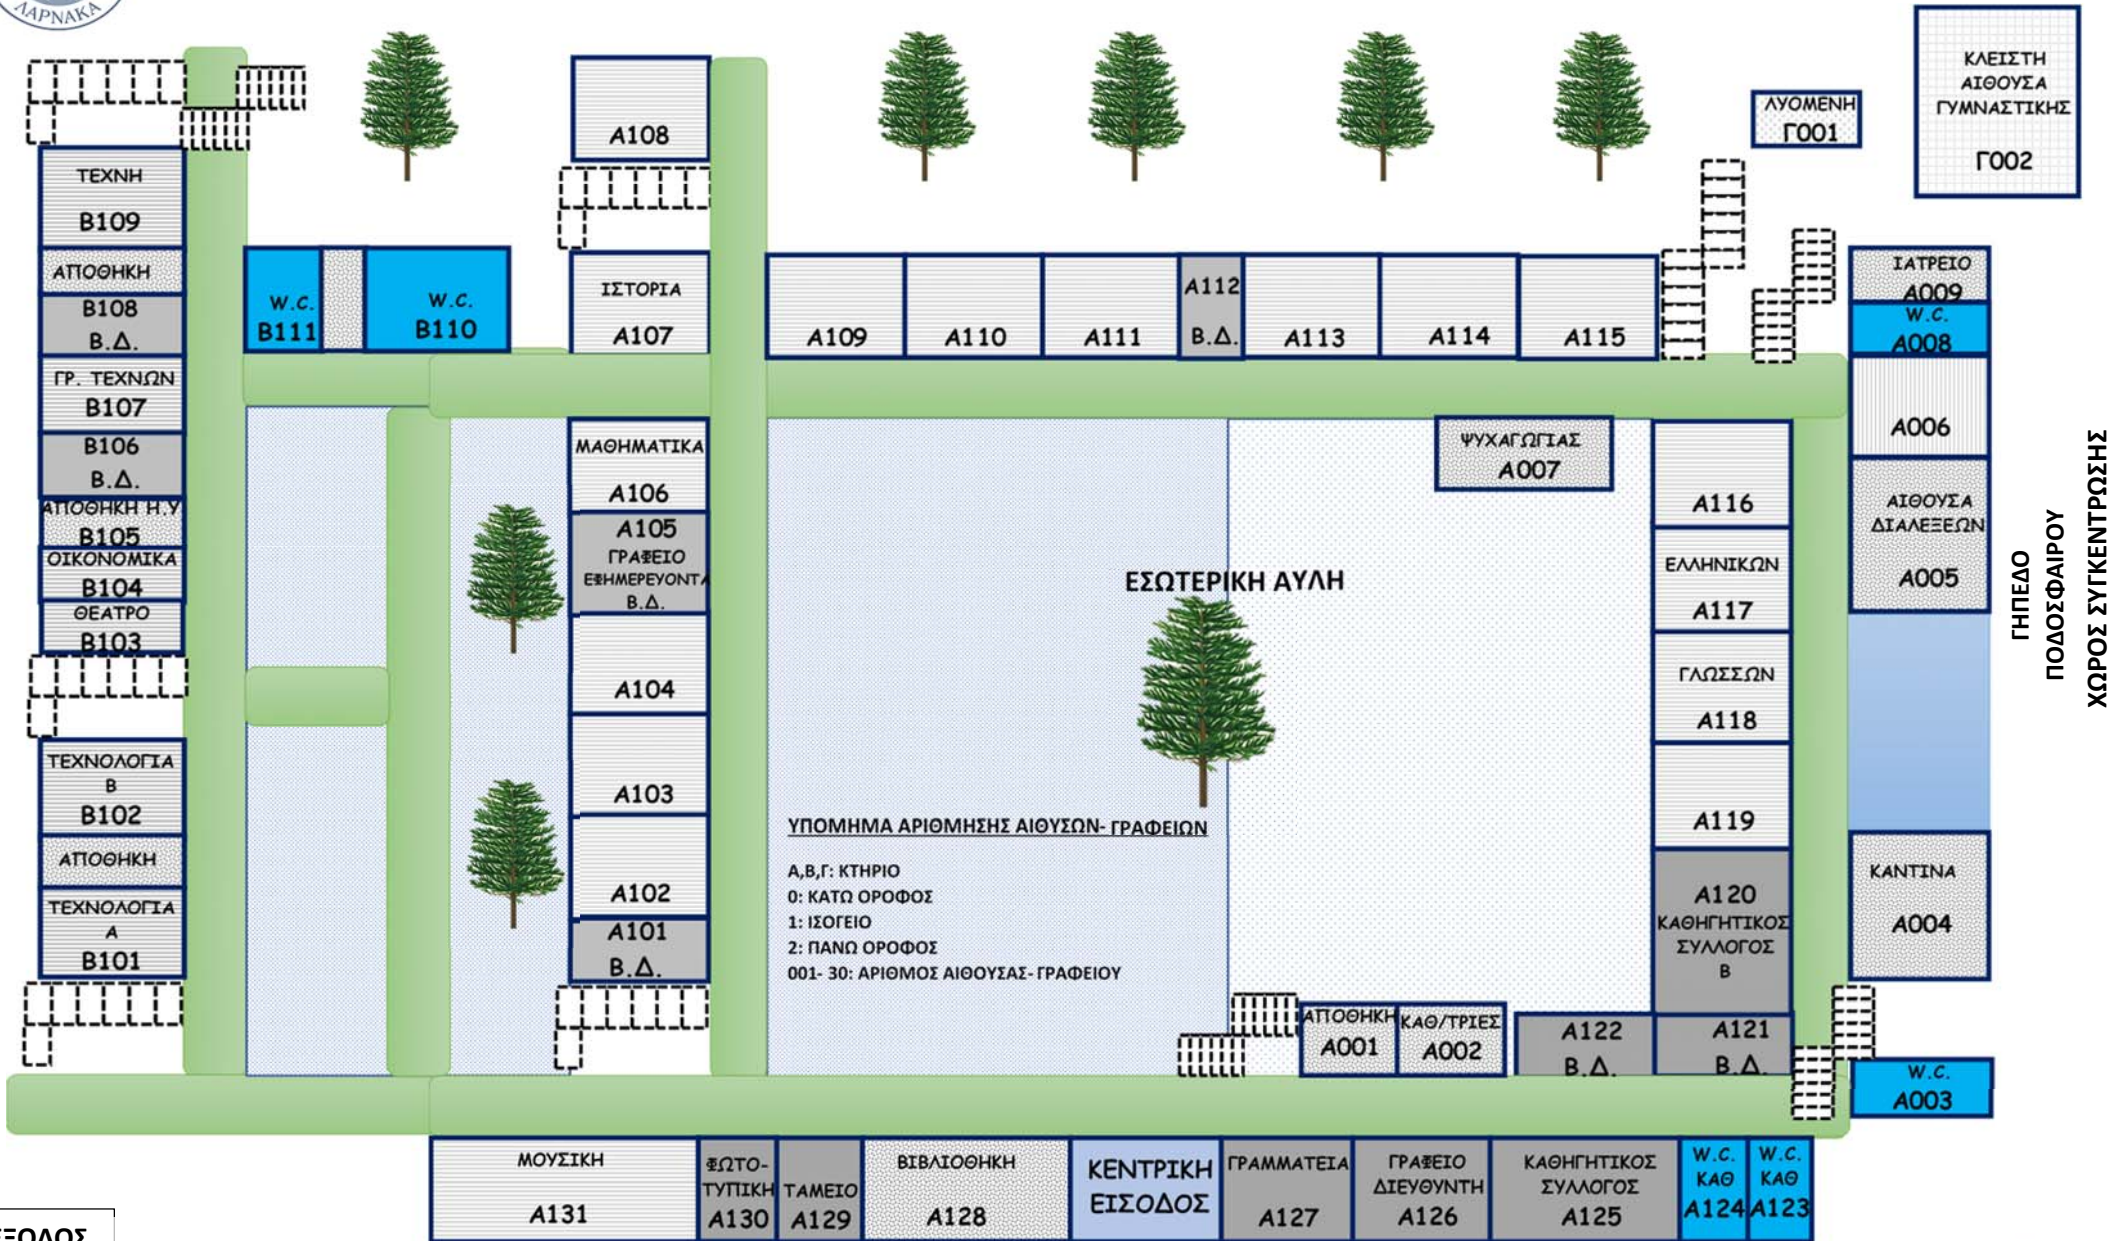 ΛΑΡΝΑΚΑ
ΚΛΕΙΣΤΗ
ΑΙΘΟΥΣΑ
ΓΥΜΝΑΣΤΙΚΗΣ
Γ002
ΛΥΟΜΕΝΗ
Γ001
Α108
ΤΕΧΝΗ
Β109
ΑΠΟΘΗΚΗ
Β108
Β.Δ.
ΓΡ. ΤΕΧΝΩΝ
Β107
Β106
Β.Δ.
ΑΠΟΘΗΚΗ Η.Υ
Β105
ΟΙΚΟΝΟΜΙΚΑ
Β104
ΘΕΑΤΡΟ
Β103
ΤΕΧΝΟΛΟΓΙΑ
Β
Β102
ΑΠΟΘΗΚΗ
ΤΕΧΝΟΛΟΓΙΑ
Α
Β101
W.C.
Β111
W.C.
Β110
ΙΣΤΟΡΙΑ
Α107
ΜΑΘΗΜΑΤΙΚΑ
Α106
Α105
ΓΡΑΦΕΙΟ
ΕΦΗΜΕΡΕΥΟΝΤΑ
Β.Δ.
Α104
Α103
Α102
Α101
Β.Δ.
Α109
Α110
Α111
Α112
Β.Δ.
Α113
Α114
Α115
ΨΥΧΑΓΩΓΙΑΣ
Α007
ΕΣΩΤΕΡΙΚΗ ΑΥΛΗ
ΥΠΟΜΗΜΑ ΑΡΙΘΜΗΣΗΣ ΑΙΘΥΣΩΝ- ΓΡΑΦΕΙΩΝ
Α,Β,Γ: ΚΤΗΡΙΟ
0: ΚΑΤΩ ΟΡΟΦΟΣ
1: ΙΣΟΓΕΙΟ
2: ΠΑΝΩ ΟΡΟΦΟΣ
001- 30: ΑΡΙΘΜΟΣ ΑΙΘΟΥΣΑΣ- ΓΡΑΦΕΙΟΥ
Α116
ΕΛΛΗΝΙΚΩΝ
Α117
ΓΛΩΣΣΩΝ
Α118
Α119
Α120
ΚΑΘΗΓΗΤΙΚΟΣ
ΣΥΛΛΟΓΟΣ
Β
Α121
Β.Δ.
Α122
Β.Δ.
ΑΠΟΘΗΚΗ
Α001
ΚΑΘ/ΤΡΙΕΣ
Α002
ΙΑΤΡΕΙΟ
Α009
W.C.
Α008
Α006
ΑΙΘΟΥΣΑ
ΔΙΑΛΕΞΕΩΝ
Α005
ΚΑΝΤΙΝΑ
Α004
W.C.
Α003
ΓΗΠΕΔΟ
ΠΟΔΟΣΦΑΙΡΟΥ
ΧΩΡΟΣ ΣΥΓΚΕΝΤΡΩΣΗΣ
ΜΟΥΣΙΚΗ
Α131
ΦΩΤΟ-
ΤΥΠΙΚΗ
Α130
ΤΑΜΕΙΟ
Α129
ΒΙΒΛΙΟΘΗΚΗ
Α128
ΚΕΝΤΡΙΚΗ
ΕΙΣΟΔΟΣ
ΓΡΑΜΜΑΤΕΙΑ
Α127
ΓΡΑΦΕΙΟ
ΔΙΕΥΘΥΝΤΗ
Α126
ΚΑΘΗΓΗΤΙΚΟΣ
ΣΥΛΛΟΓΟΣ
Α125
W.C.
ΚΑΘ
Α124
W.C.
ΚΑΘ
Α123
ΞΟΔΟΣ